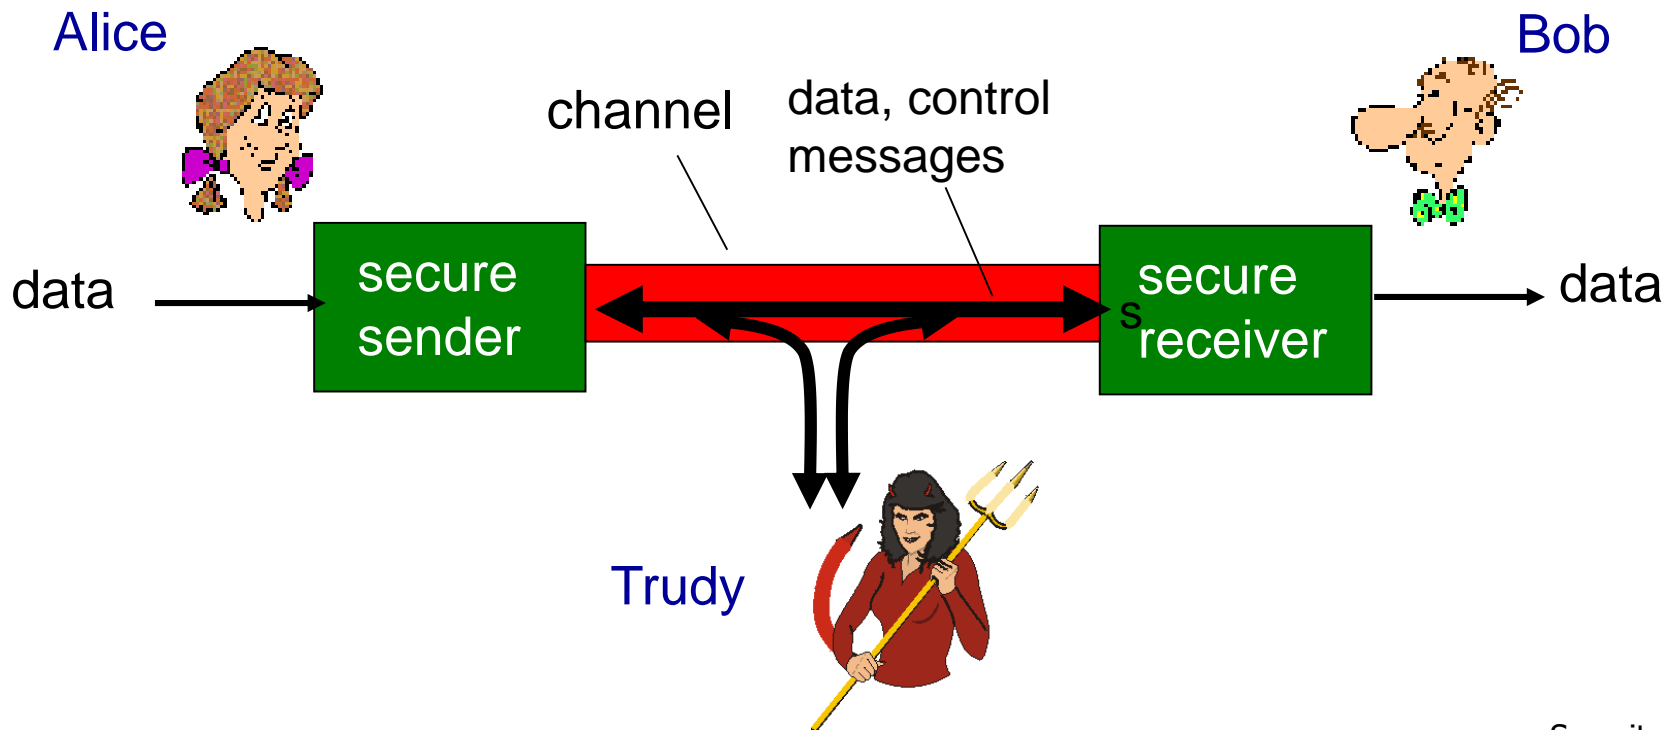 Alice
Bob
channel
data, control
messages
data
secure
sender
s
secure
receiver
data
Trudy